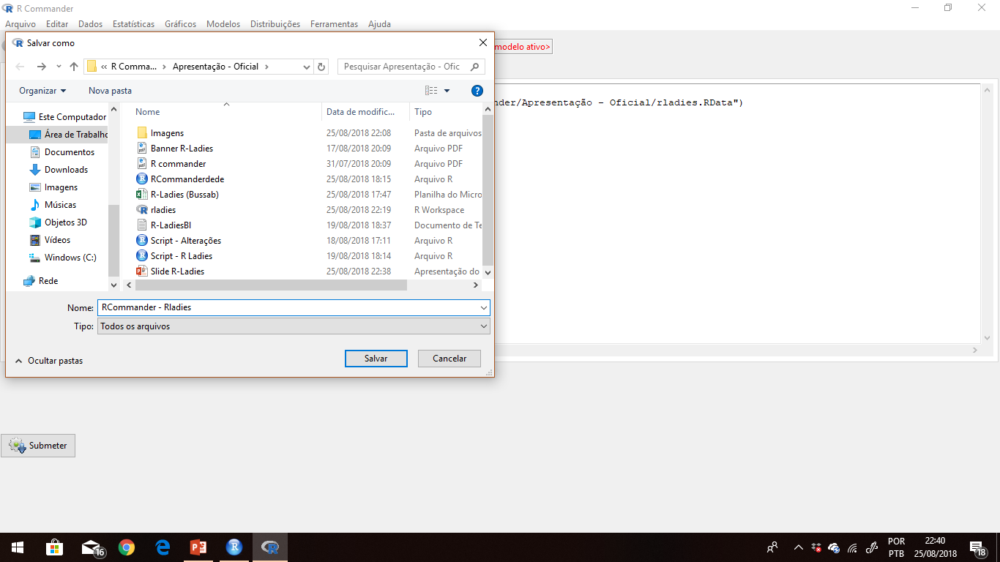 R Commander
Arquivo Editar Dados Estatísticas Gráficos Modelos Distribuições Ferramentas Ajuda
Salvar como
modelo ativo>
« R Comma... › Apresentação - Oficial ›
Pesquisar Apresentação - Ofic
Organizar Nova pasta
nder/Apresentação - Oficial/rladies.RData")
Este Computador
Área de Trabalho
Documentos
Downloads
Imagens
Músicas
Objetos 3D
Vídeos
Windows (C:)
Rede
Nome Data de modific... Tipo
Imagens 25/08/2018 22:08 Pasta de arquivos
Banner R-Ladies 17/08/2018 20:09 Arquivo PDF
R commander 31/07/2018 20:09 Arquivo PDF
RCommanderdede 25/08/2018 18:15 Arquivo R
R-Ladies (Bussab) 25/08/2018 17:47 Planilha do Micro
rladies 25/08/2018 22:19 R Workspace
R-LadiesBI 19/08/2018 18:37 Documento de Te
Script - Alterações 18/08/2018 17:11 Arquivo R
Script - R Ladies 19/08/2018 18:14 Arquivo R
Slide R-Ladies 25/08/2018 22:38 Apresentação do
Nome: RCommander - Rladies
Tipo: Todos os arquivos
Ocultar pastas
Salvar
Cancelar
Submeter
16
POR
PTB
22:40
25/08/2018
18